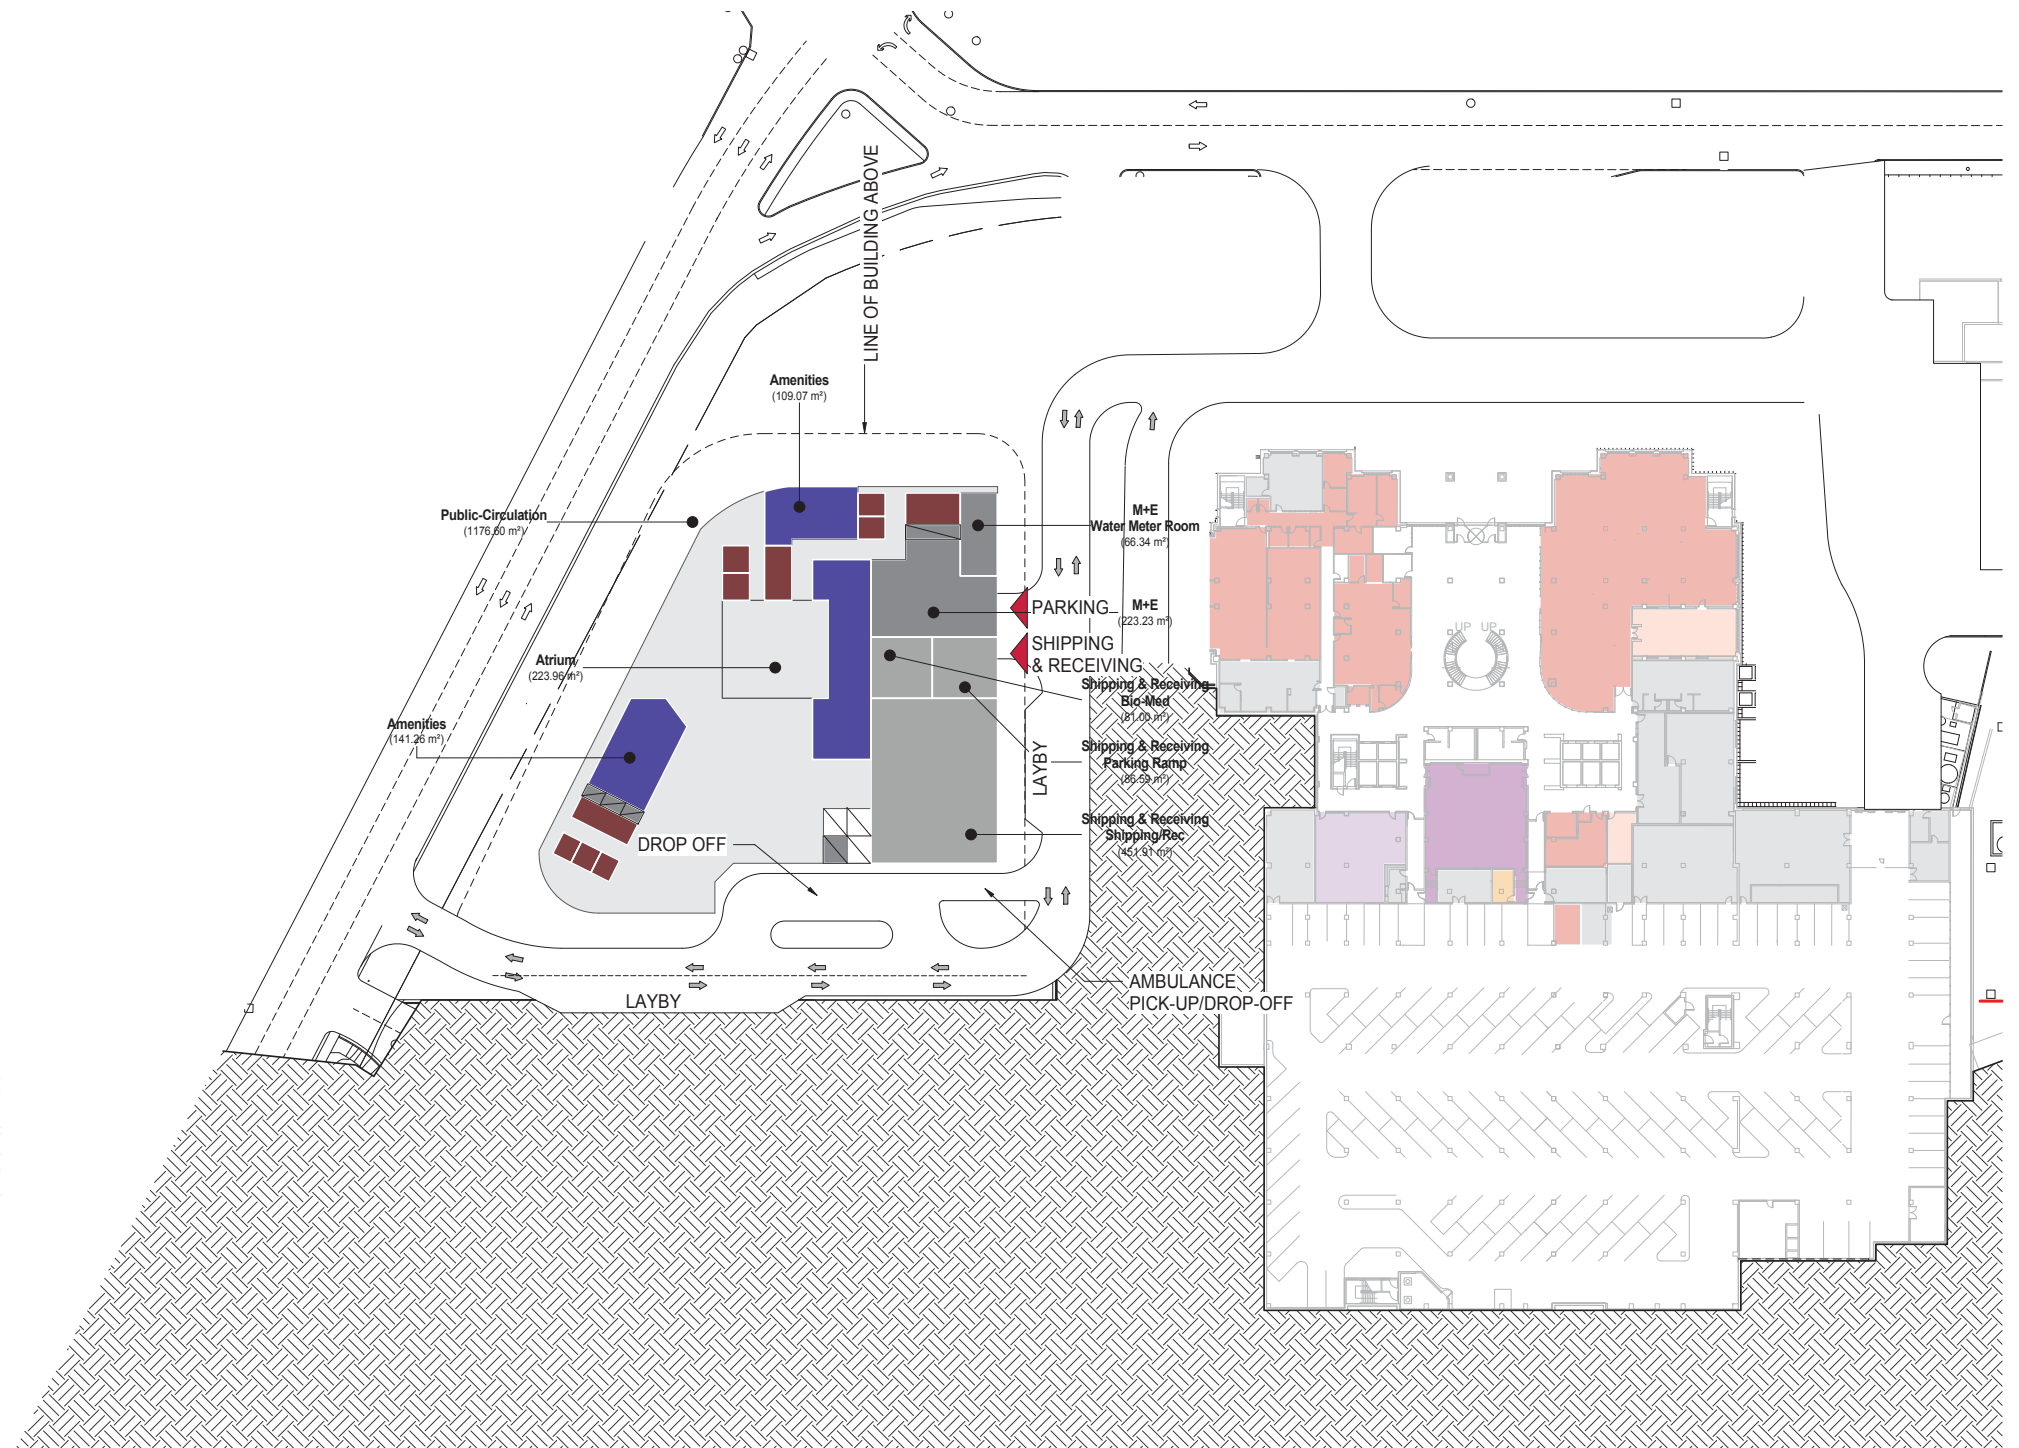 LINE OF BUILDING ABOVE
Amenities
(109.07 m²)
Public-Circulation
(1176.60 m²)
M+E
Water Meter Room
(66.34 m²)
PARKING
M+E
(223.23 m²)
SHIPPING
& RECEIVING
Atrium
(223.96 m²)
Shipping & Receiving
Bio-Med
(81.00 m²)
Amenities
(141.26 m²)
LAYBY
Shipping & Receiving
Parking Ramp
(86.59 m²)
Shipping & Receiving
Shipping/Rec
(451.91 m²)
DROP OFF
UP UP
AMBULANCE
PICK-UP/DROP-OFF
LAYBY